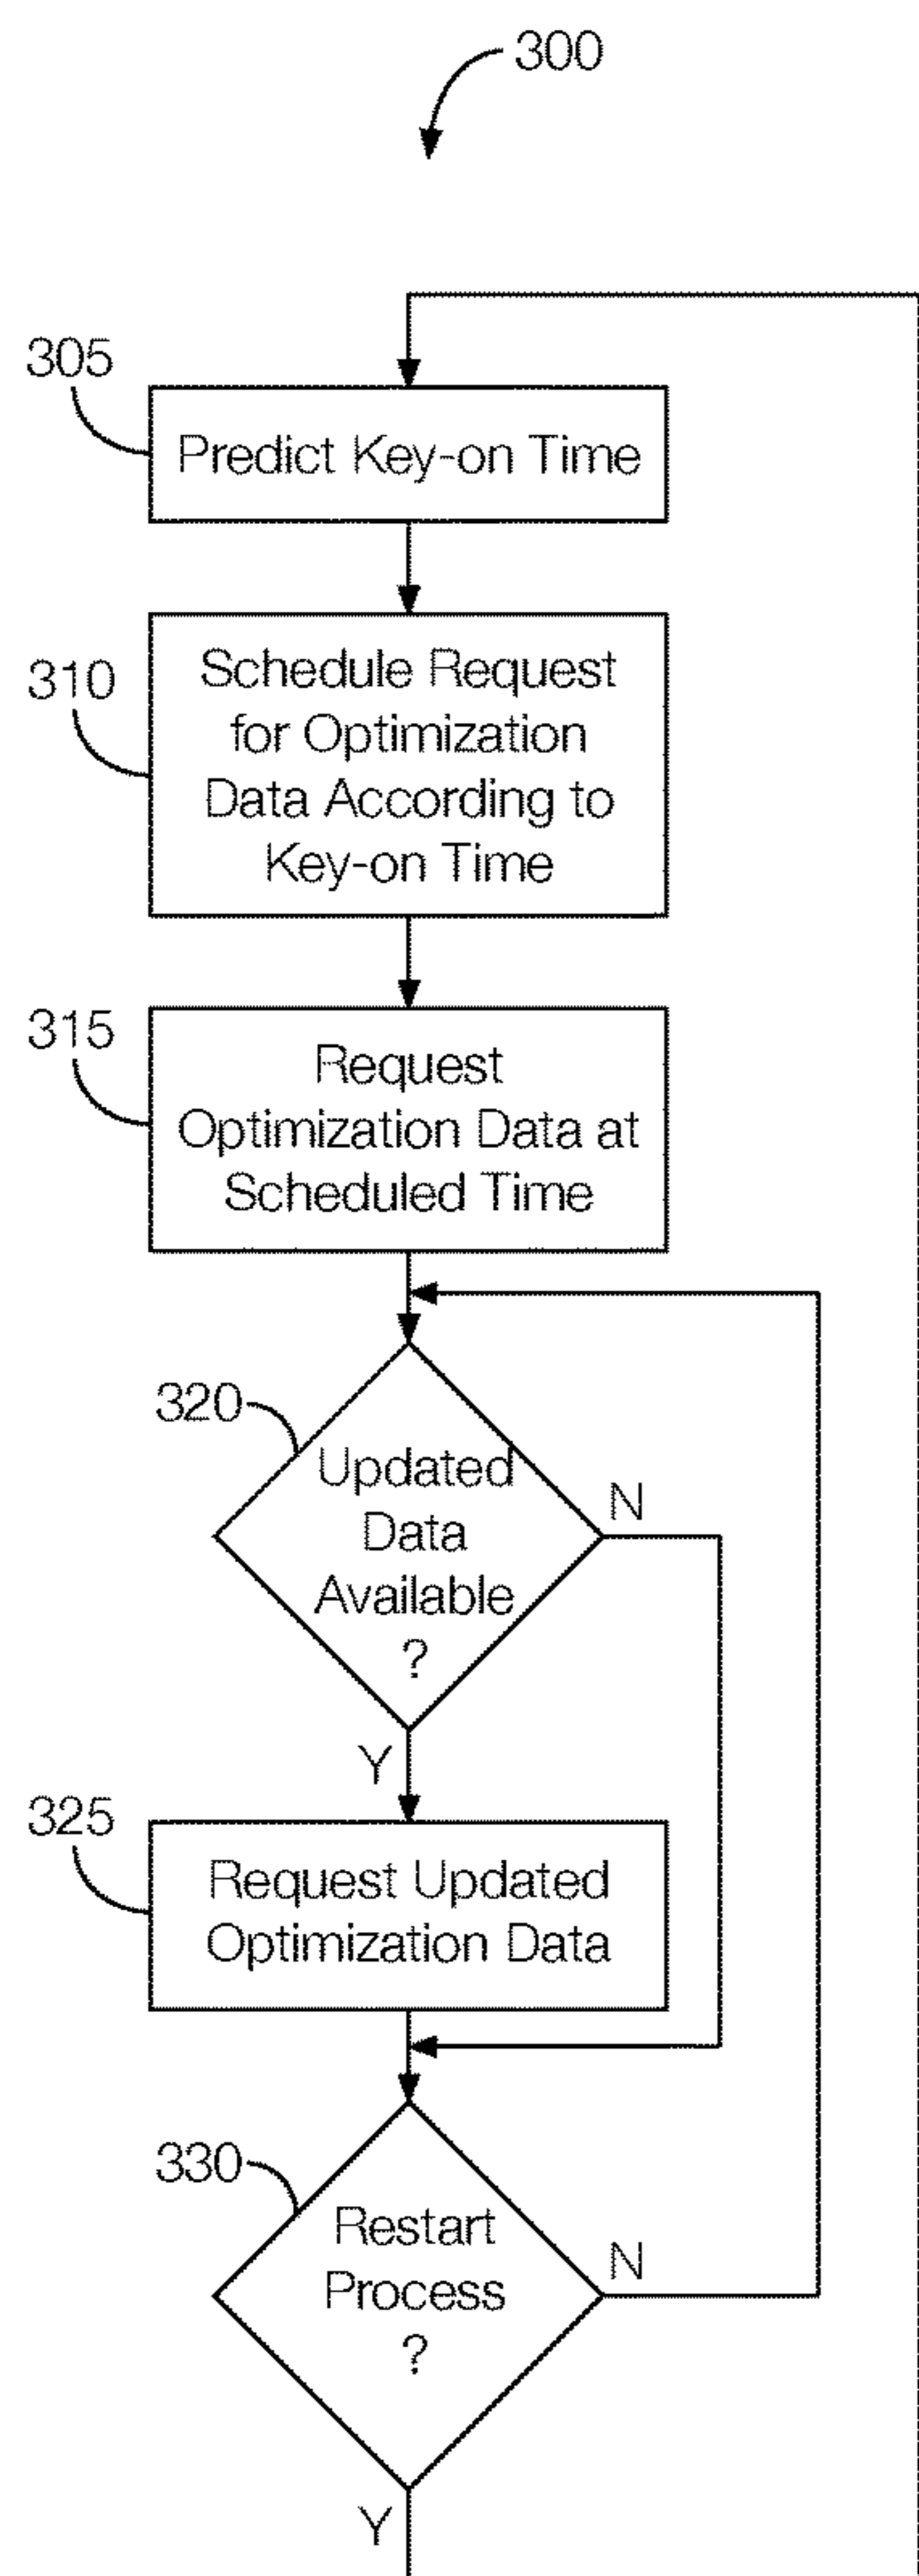 300
305
Predict Key-on Time
310
Schedule Request
for Optimization
Data According to
Key-on Time
315
Request
Optimization Data at
Scheduled Time
320
Updated
Data
Available
?
N
Y
325
Request Updated
Optimization Data
330
Restart
Process
?
N
Y